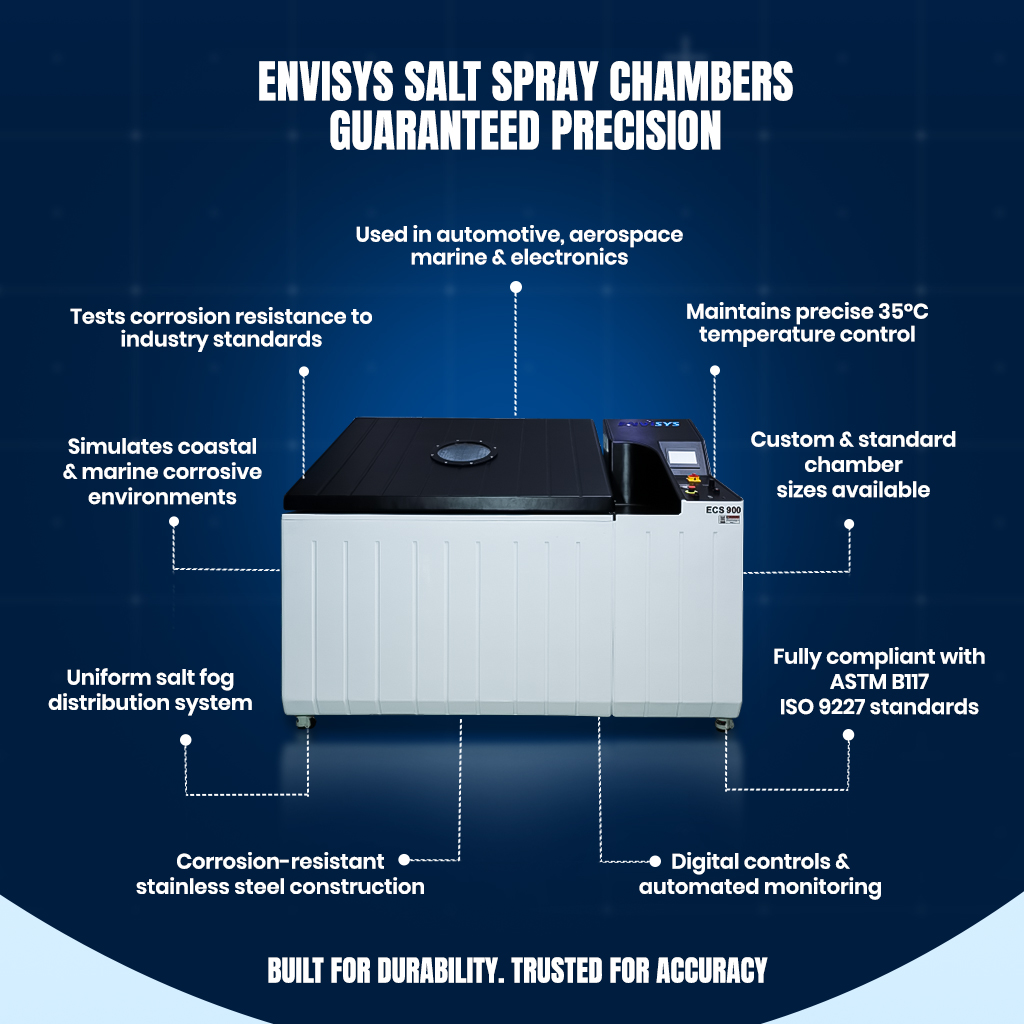 ENVISYS SALT SPRAY CHAMBERS
GUARANTEED PRECISION
Used in automotive, aerospace
marine & electronics
Tests corrosion resistance to
industry standards
Maintains precise 35°C
temperature control
Simulates coastal
& marine corrosive
environments
Custom & standard
chamber
sizes available
ENVISYS
ECS 900
Uniform salt fog
distribution system
Fully compliant with
ASTM B117
ISO 9227 standards
Corrosion-resistant
stainless steel construction
Digital controls &
automated monitoring
BUILT FOR DURABILITY. TRUSTED FOR ACCURACY